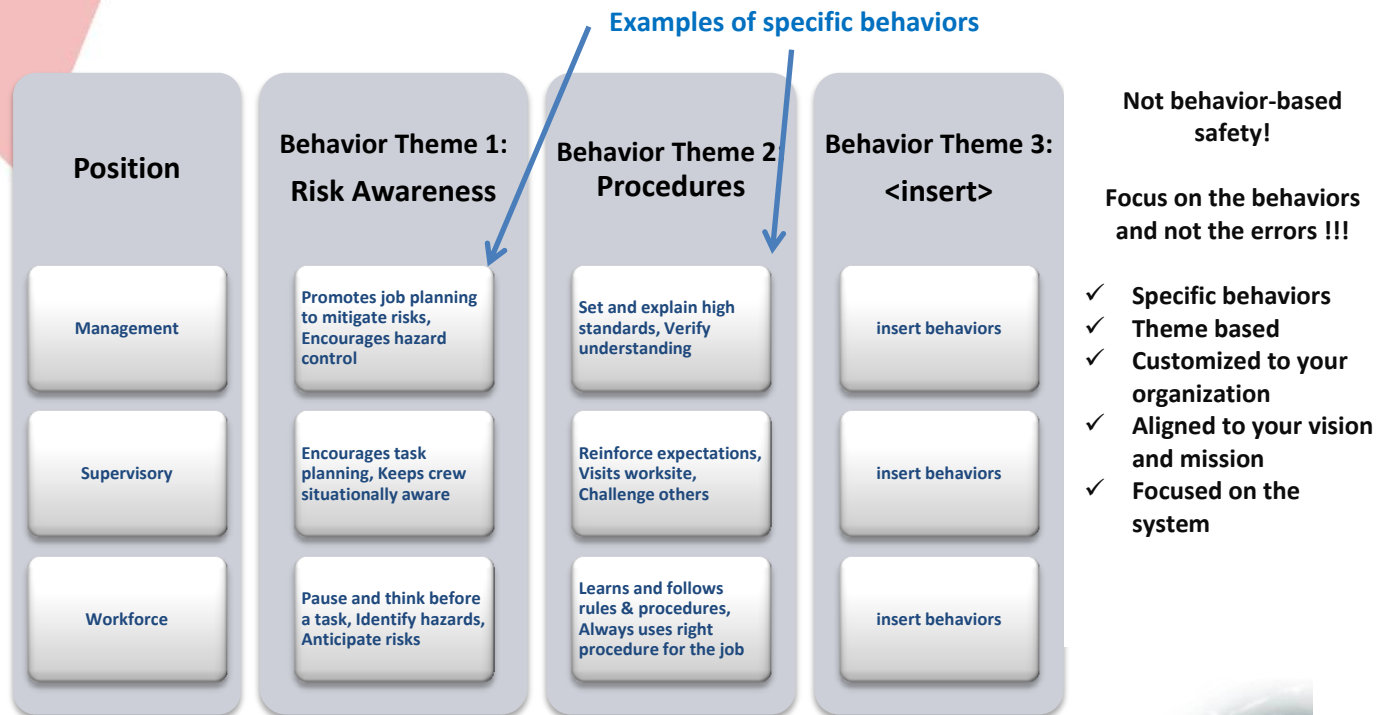 Examples of specific behaviors
Position
Management
Supervisory
Workforce
Behavior Theme 1:
Risk Awareness
Promotes job planning
to mitigate risks,
Encourages hazard
control
Encourages task
planning, Keeps crew
situationally aware
Pause and think before
a task, Identify hazards,
Anticipate risks
Behavior Theme 2:
Procedures
Set and explain high
standards, Verify
understanding
Reinforce expectations,
Visits worksite,
Challenge others
Learns and follows
rules & procedures,
Always uses right
procedure for the job
Behavior Theme 3:
<insert>
insert behaviors
insert behaviors
insert behaviors
Not behavior-based
safety!
Focus on the behaviors
and not the errors !!!
✓ Specific behaviors
✓ Theme based
✓ Customized to your
organization
✓ Aligned to your vision
and mission
✓ Focused on the
system